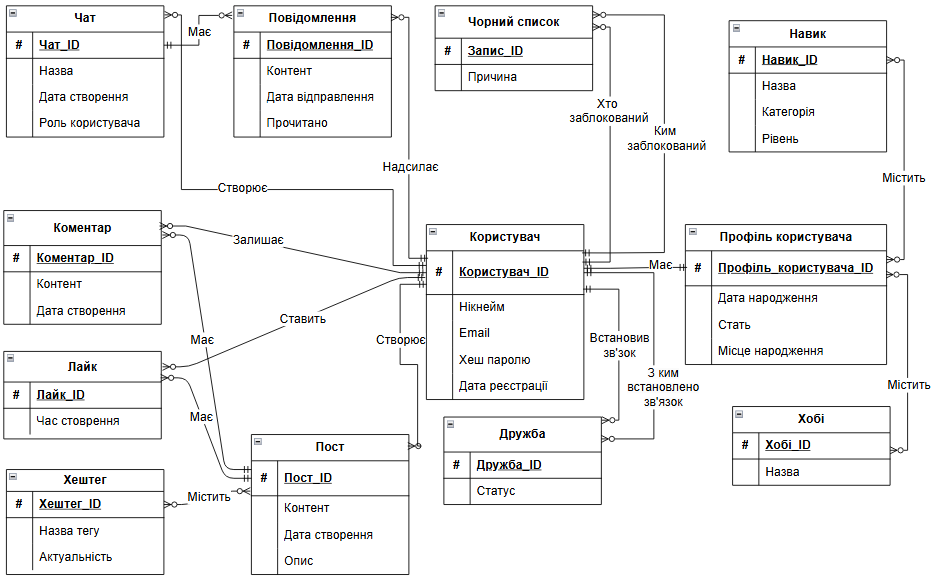 Чат
# Чат_ID
Назва
Дата створення
Роль користувача
Має
Повідомлення
# Повідомлення_ID
Контент
Дата відправлення
Прочитано
Чорний список
# Запис_ID
Причина
Навик
# Навик_ID
Назва
Категорія
Рівень
Хто
заблокований
Ким
заблокований
Надсилає
Створює
Містить
Коментар
# Коментар_ID
Контент
Дата створення
Залишає
Користувач
# Користувач_ID
Нікнейм
Email
Хеш паролю
Дата реєстрації
Має
Профіль користувача
# Профіль_користувача_ID
Дата народження
Стать
Місце народження
Ставить
Має
Створює
Встановив
зв'зок
З ким
встановлено
зв'язок
Містить
Лайк
# Лайк_ID
Час стоврення
Має
Хобі
# Хобі_ID
Назва
Дружба
# Дружба_ID
Статус
Пост
# Пост_ID
Контент
Дата створення
Опис
Містить
Хештег
# Хештег_ID
Назва тегу
Актуальність